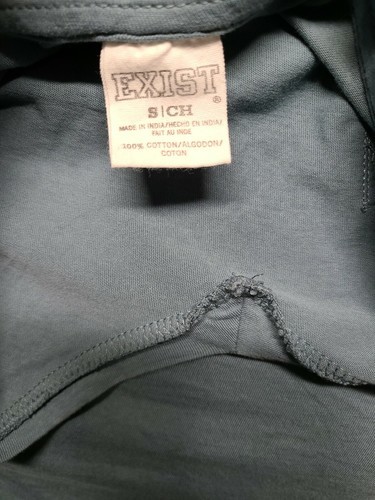 EXIST®
S|CH
MADE IN INDIA/HECHO EN INDIA/
FAIT AU INDE
100% COTTON/ALGODON/
COTON